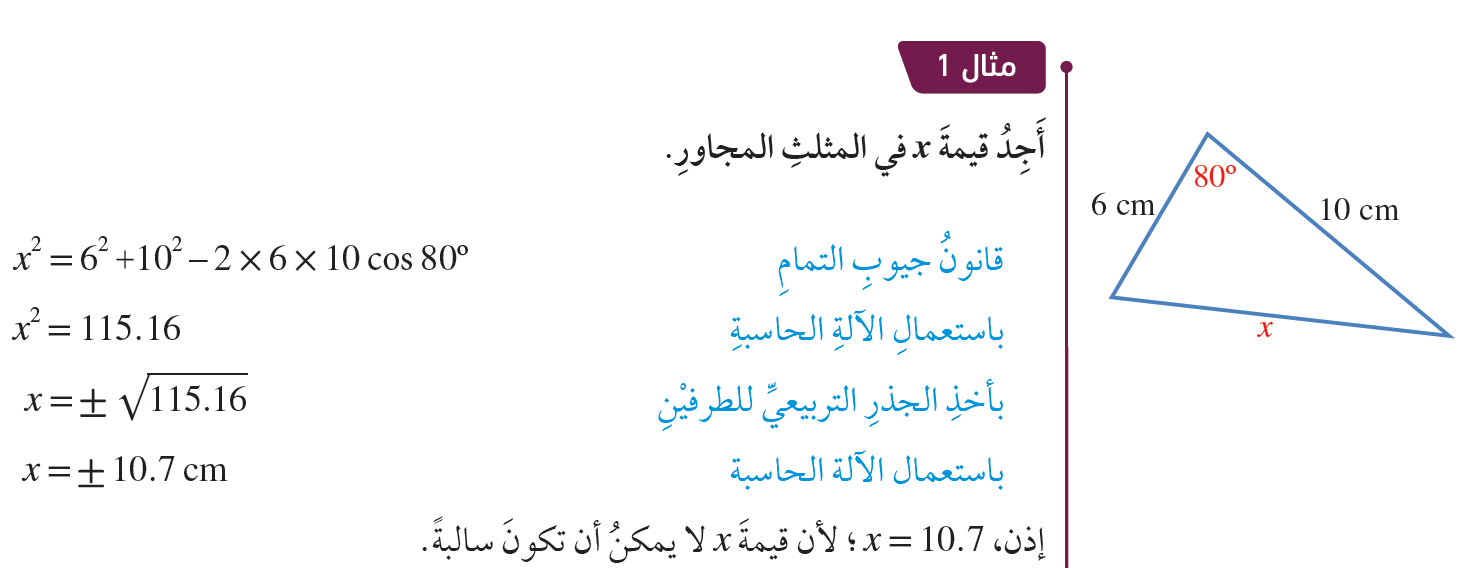 مثال 1
أَجِدُ قيمةَ x في المثلثِ المجاورِ.
80º
6 cm
10 cm
x
x² = 6² + 10² – 2 × 6 × 10 cos 80º قانونُ جيوبِ التمامِ
x² = 115.16 باستعمالِ الآلةِ الحاسبةِ
x = ± √115.16 بأخذِ الجذرِ التربيعيِّ للطرفيْنِ
x = ± 10.7 cm باستعمال الآلة الحاسبة
إذن، x = 10.7 ؛ لأن قيمةَ x لا يمكنُ أن تكونَ سالبةً.